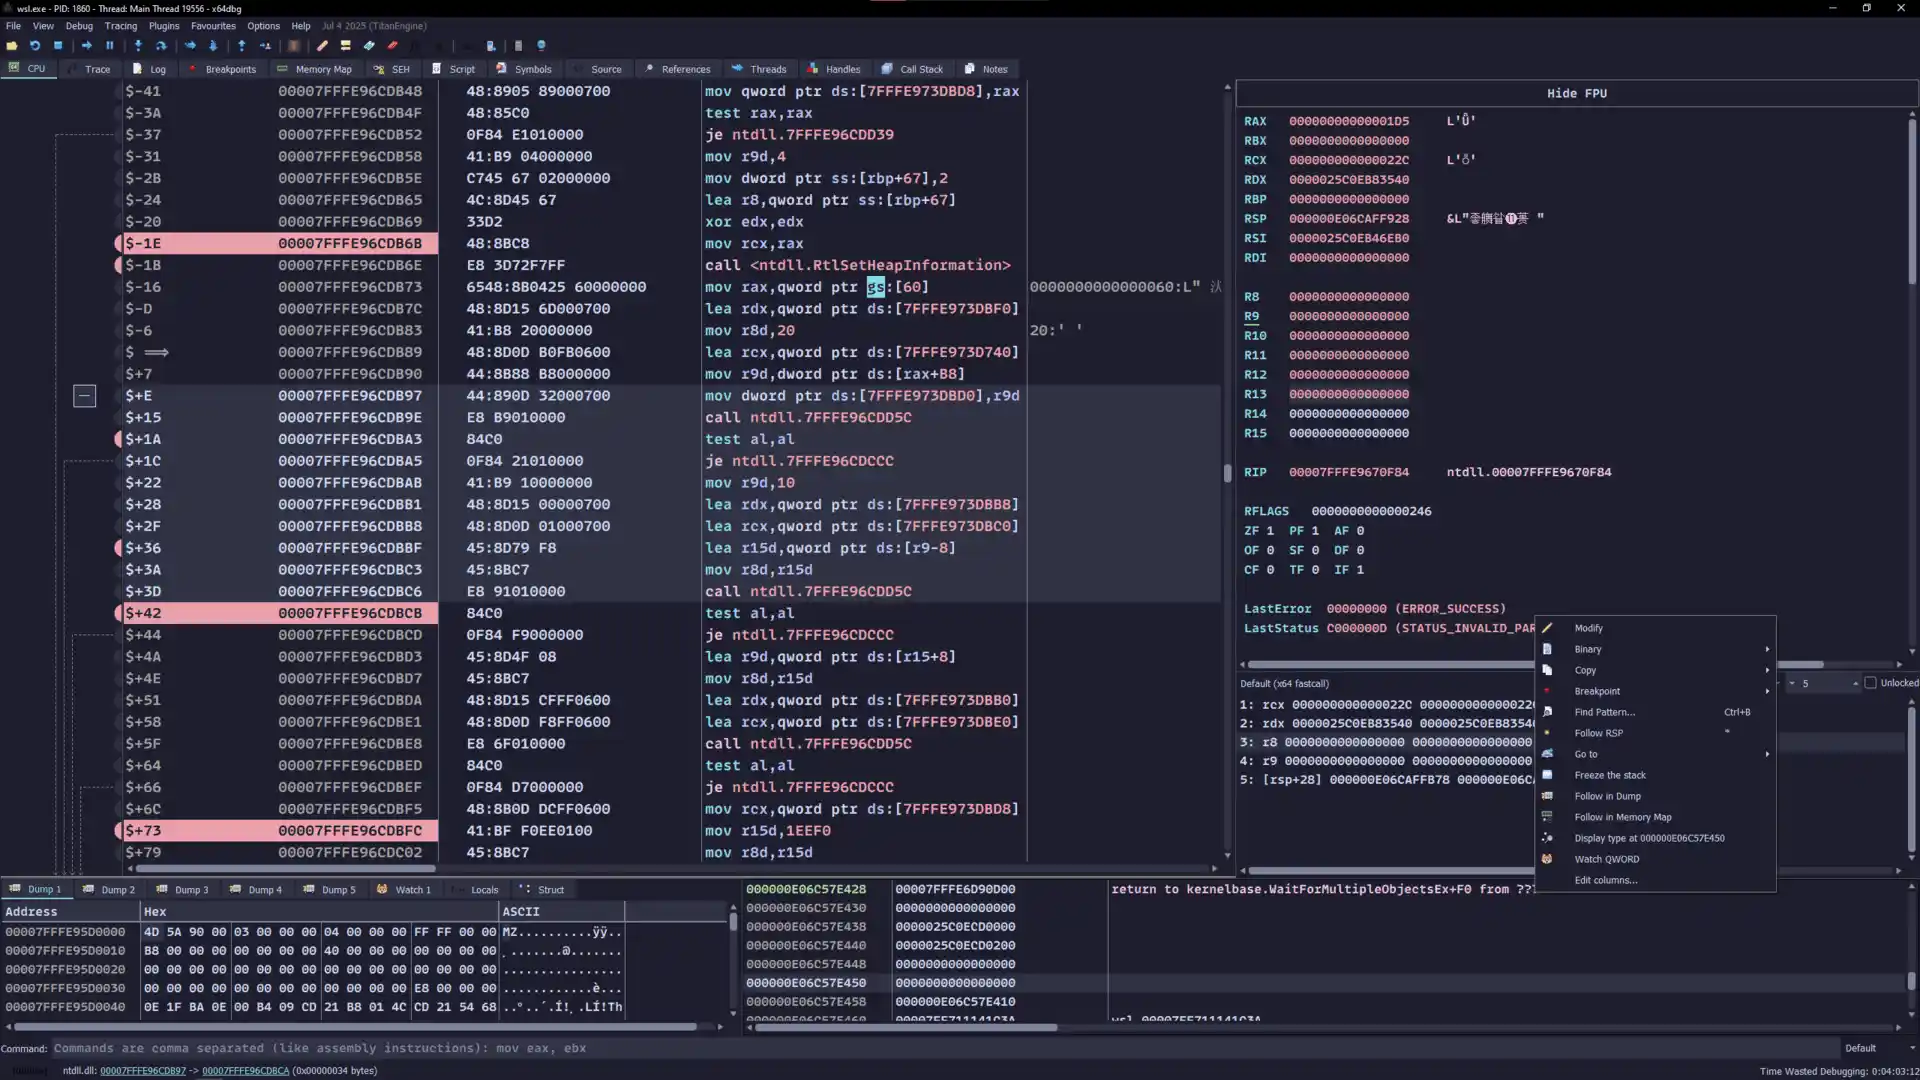 wsl.exe - PID: 1860 - Thread: Main Thread 19556 - x64dbg
File View Debug Tracing Plugins Favourites Options Help Jul 4 2025 (TitanEngine)
CPU Trace Log Breakpoints Memory Map SEH Script Symbols Source References Threads Handles Call Stack Notes
$-41 00007FFFE96CDB48 48:8905 89000700 mov qword ptr ds:[7FFFE973DBD8],rax
$-3A 00007FFFE96CDB4F 48:85C0 test rax,rax
$-37 00007FFFE96CDB52 0F84 E1010000 je ntdll.7FFFE96CDD39
$-31 00007FFFE96CDB58 41:B9 04000000 mov r9d,4
$-2B 00007FFFE96CDB5E C745 67 02000000 mov dword ptr ss:[rbp+67],2
$-24 00007FFFE96CDB65 4C:8D45 67 lea r8,qword ptr ss:[rbp+67]
$-20 00007FFFE96CDB69 33D2 xor edx,edx
$-1E 00007FFFE96CDB6B 48:8BC8 mov rcx,rax
$-1B 00007FFFE96CDB6E E8 3D72F7FF call <ntdll.RtlSetHeapInformation>
$-16 00007FFFE96CDB73 6548:8B0425 60000000 mov rax,qword ptr gs:[60] 0000000000000060:L"
$-D 00007FFFE96CDB7C 48:8D15 6D000700 lea rdx,qword ptr ds:[7FFFE973DBF0]
$-6 00007FFFE96CDB83 41:B8 20000000 mov r8d,20 20:' '
$ ⟹ 00007FFFE96CDB89 48:8D0D B0FB0600 lea rcx,qword ptr ds:[7FFFE973D740]
$+7 00007FFFE96CDB90 44:8B88 B8000000 mov r9d,dword ptr ds:[rax+B8]
$+E 00007FFFE96CDB97 44:890D 32000700 mov dword ptr ds:[7FFFE973DBD0],r9d
$+15 00007FFFE96CDB9E E8 B9010000 call ntdll.7FFFE96CDD5C
$+1A 00007FFFE96CDBA3 84C0 test al,al
$+1C 00007FFFE96CDBA5 0F84 21010000 je ntdll.7FFFE96CDCCC
$+22 00007FFFE96CDBAB 41:B9 10000000 mov r9d,10
$+28 00007FFFE96CDBB1 48:8D15 00000700 lea rdx,qword ptr ds:[7FFFE973DBB8]
$+2F 00007FFFE96CDBB8 48:8D0D 01000700 lea rcx,qword ptr ds:[7FFFE973DBC0]
$+36 00007FFFE96CDBBF 45:8D79 F8 lea r15d,qword ptr ds:[r9-8]
$+3A 00007FFFE96CDBC3 45:8BC7 mov r8d,r15d
$+3D 00007FFFE96CDBC6 E8 91010000 call ntdll.7FFFE96CDD5C
$+42 00007FFFE96CDBCB 84C0 test al,al
$+44 00007FFFE96CDBCD 0F84 F9000000 je ntdll.7FFFE96CDCCC
$+4A 00007FFFE96CDBD3 45:8D4F 08 lea r9d,qword ptr ds:[r15+8]
$+4E 00007FFFE96CDBD7 45:8BC7 mov r8d,r15d
$+51 00007FFFE96CDBDA 48:8D15 CFFF0600 lea rdx,qword ptr ds:[7FFFE973DBB0]
$+58 00007FFFE96CDBE1 48:8D0D F8FF0600 lea rcx,qword ptr ds:[7FFFE973DBE0]
$+5F 00007FFFE96CDBE8 E8 6F010000 call ntdll.7FFFE96CDD5C
$+64 00007FFFE96CDBED 84C0 test al,al
$+66 00007FFFE96CDBEF 0F84 D7000000 je ntdll.7FFFE96CDCCC
$+6C 00007FFFE96CDBF5 48:8B0D DCFF0600 mov rcx,qword ptr ds:[7FFFE973DBD8]
$+73 00007FFFE96CDBFC 41:BF F0EE0100 mov r15d,1EEF0
$+79 00007FFFE96CDC02 45:8BC7 mov r8d,r15d
Hide FPU
RAX 00000000000001D5 L'Ǖ'
RBX 0000000000000000
RCX 000000000000022C L'Ȭ'
RDX 0000025C0EB83540
RBP 0000000000000000
RSP 000000E06CAFF928 &L"
RSI 0000025C0EB46EB0
RDI 0000000000000000
R8 0000000000000000
R9 0000000000000000
R10 0000000000000000
R11 0000000000000000
R12 0000000000000000
R13 0000000000000000
R14 0000000000000000
R15 0000000000000000
RIP 00007FFFE9670F84 ntdll.00007FFFE9670F84
RFLAGS 0000000000000246
ZF 1 PF 1 AF 0
OF 0 SF 0 DF 0
CF 0 TF 0 IF 1
LastError 00000000 (ERROR_SUCCESS)
LastStatus C000000D (STATUS_INVALID_PAR
Default (x64 fastcall) 5 Unlocked
1: rcx 000000000000022C 000000000000022C
2: rdx 0000025C0EB83540 0000025C0EB83540
3: r8 0000000000000000 0000000000000000
4: r9 0000000000000000 0000000000000000
5: [rsp+28] 000000E06CAFFB78 000000E06CA
Modify
Binary
Copy
Breakpoint
Find Pattern... Ctrl+B
Follow RSP *
Go to
Freeze the stack
Follow in Dump
Follow in Memory Map
Display type at 000000E06C57E450
Watch QWORD
Edit columns...
Dump 1 Dump 2 Dump 3 Dump 4 Dump 5 Watch 1 Locals Struct
Address Hex ASCII
00007FFFE95D0000 4D 5A 90 00 03 00 00 00 04 00 00 00 FF FF 00 00 MZ..........ÿÿ..
00007FFFE95D0010 B8 00 00 00 00 00 00 00 40 00 00 00 00 00 00 00 ¸.......@.......
00007FFFE95D0020 00 00 00 00 00 00 00 00 00 00 00 00 00 00 00 00 ................
00007FFFE95D0030 00 00 00 00 00 00 00 00 00 00 00 00 E8 00 00 00 ............è...
00007FFFE95D0040 0E 1F BA 0E 00 B4 09 CD 21 B8 01 4C CD 21 54 68 ..º..´.Í!¸.LÍ!Th
000000E06C57E428 00007FFFE6D90D00 return to kernelbase.WaitForMultipleObjectsEx+F0 from ???
000000E06C57E430 0000000000000000
000000E06C57E438 0000025C0ECD0000
000000E06C57E440 0000025C0ECD0200
000000E06C57E448 0000000000000000
000000E06C57E450 0000000000000000
000000E06C57E458 000000E06C57E410
000000E06C57E460 00007FF711141C3A wsl.00007FF711141C3A
Command: Commands are comma separated (like assembly instructions): mov eax, ebx Default
ntdll.dll: 00007FFFE96CDB97 -> 00007FFFE96CDBCA (0x00000034 bytes) Time Wasted Debugging: 0:04:03:12